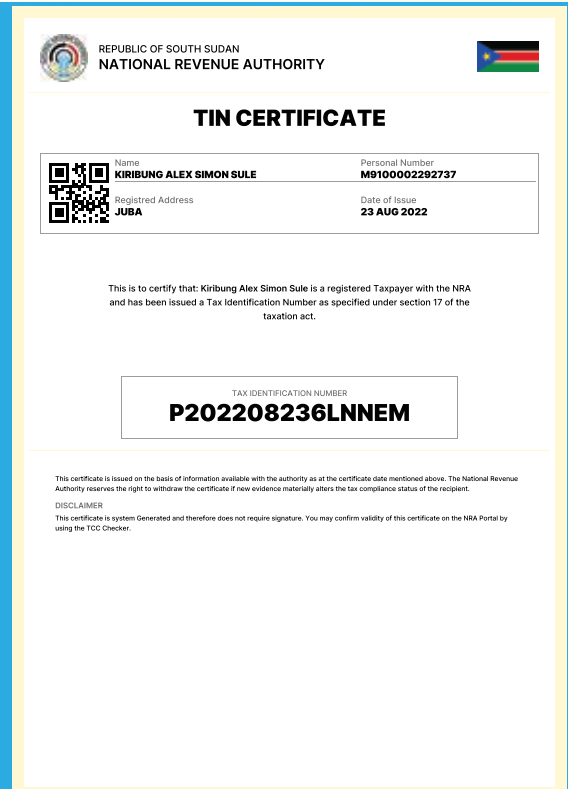 REPUBLIC OF SOUTH SUDAN
NATIONAL REVENUE AUTHORITY
TIN CERTIFICATE
Name
KIRIBUNG ALEX SIMON SULE
Personal Number
M9100002292737
Registred Address
JUBA
Date of Issue
23 AUG 2022
This is to certify that: Kiribung Alex Simon Sule is a registered Taxpayer with the NRA
and has been issued a Tax Identification Number as specified under section 17 of the
taxation act.
TAX IDENTIFICATION NUMBER
P202208236LNNEM
This certificate is issued on the basis of information available with the authority as at the certificate date mentioned above. The National Revenue
Authority reserves the right to withdraw the certificate if new evidence materially alters the tax compliance status of the recipient.
DISCLAIMER
This certificate is system Generated and therefore does not require signature. You may confirm validity of this certificate on the NRA Portal by
using the TCC Checker.